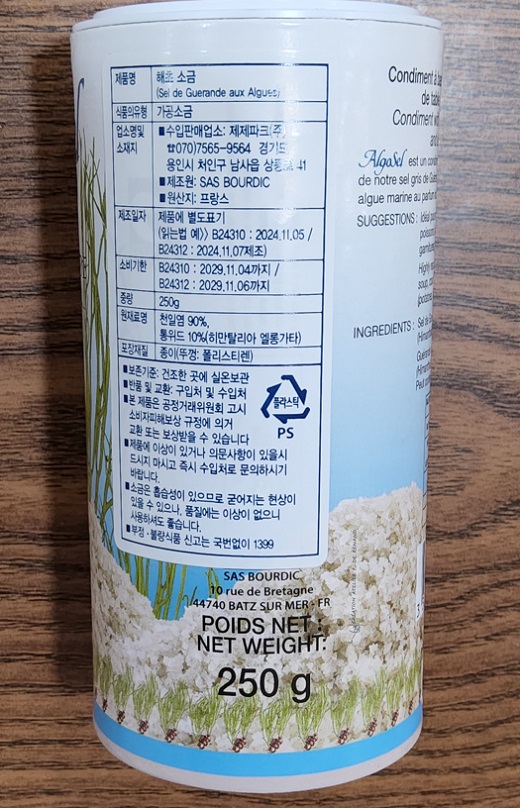 제품명 해초 소금
(Sel de Guerande aux Algues)
식품의유형 가공소금
업소명및 소재지 ■수입판매업소: 제제파크(주)
☎070)7565-9564 경기도
용인시 처인구 남사읍 41
■제조원: SAS BOURDIC
■원산지: 프랑스
제조일자 제품에 별도표기
(읽는법 예)) B24310 : 2024.11.05 /
B24312 : 2024.11.07제조)
소비기한 B24310 : 2029.11.04까지 /
B24312 : 2029.11.06까지
중량 250g
원재료명 천일염 90%,
통위드 10%(히만탈리아 엘롱가타)
포장재질 종이(뚜껑: 폴리스티렌)
■보존기준: 건조한 곳에 실온보관
■반품 및 교환: 구입처 및 수입처
■본 제품은 공정거래위원회 고시
소비자피해보상 규정에 의거
교환 또는 보상받을 수 있습니다
■제품에 이상이 있거나 의문사항이 있을시
드시지 마시고 즉시 수입처로 문의하시기
바랍니다.
■소금은 흡습성이 있으므로 굳어지는 현상이
있을 수 있으나, 품질에는 이상이 없으니
사용하셔도 좋습니다.
■부정·불량식품 신고는 국번없이 1399
플라스틱
PS
SAS BOURDIC
10 rue de Bretagne
44740 BATZ SUR MER - FR
POIDS NET :
NET WEIGHT:
250 g
Condiment à
de
Condiment
AlgoSel est un
de notre sel gris de
algue marine au parfum
SUGGESTIONS :
INGREDIENTS : Sel de